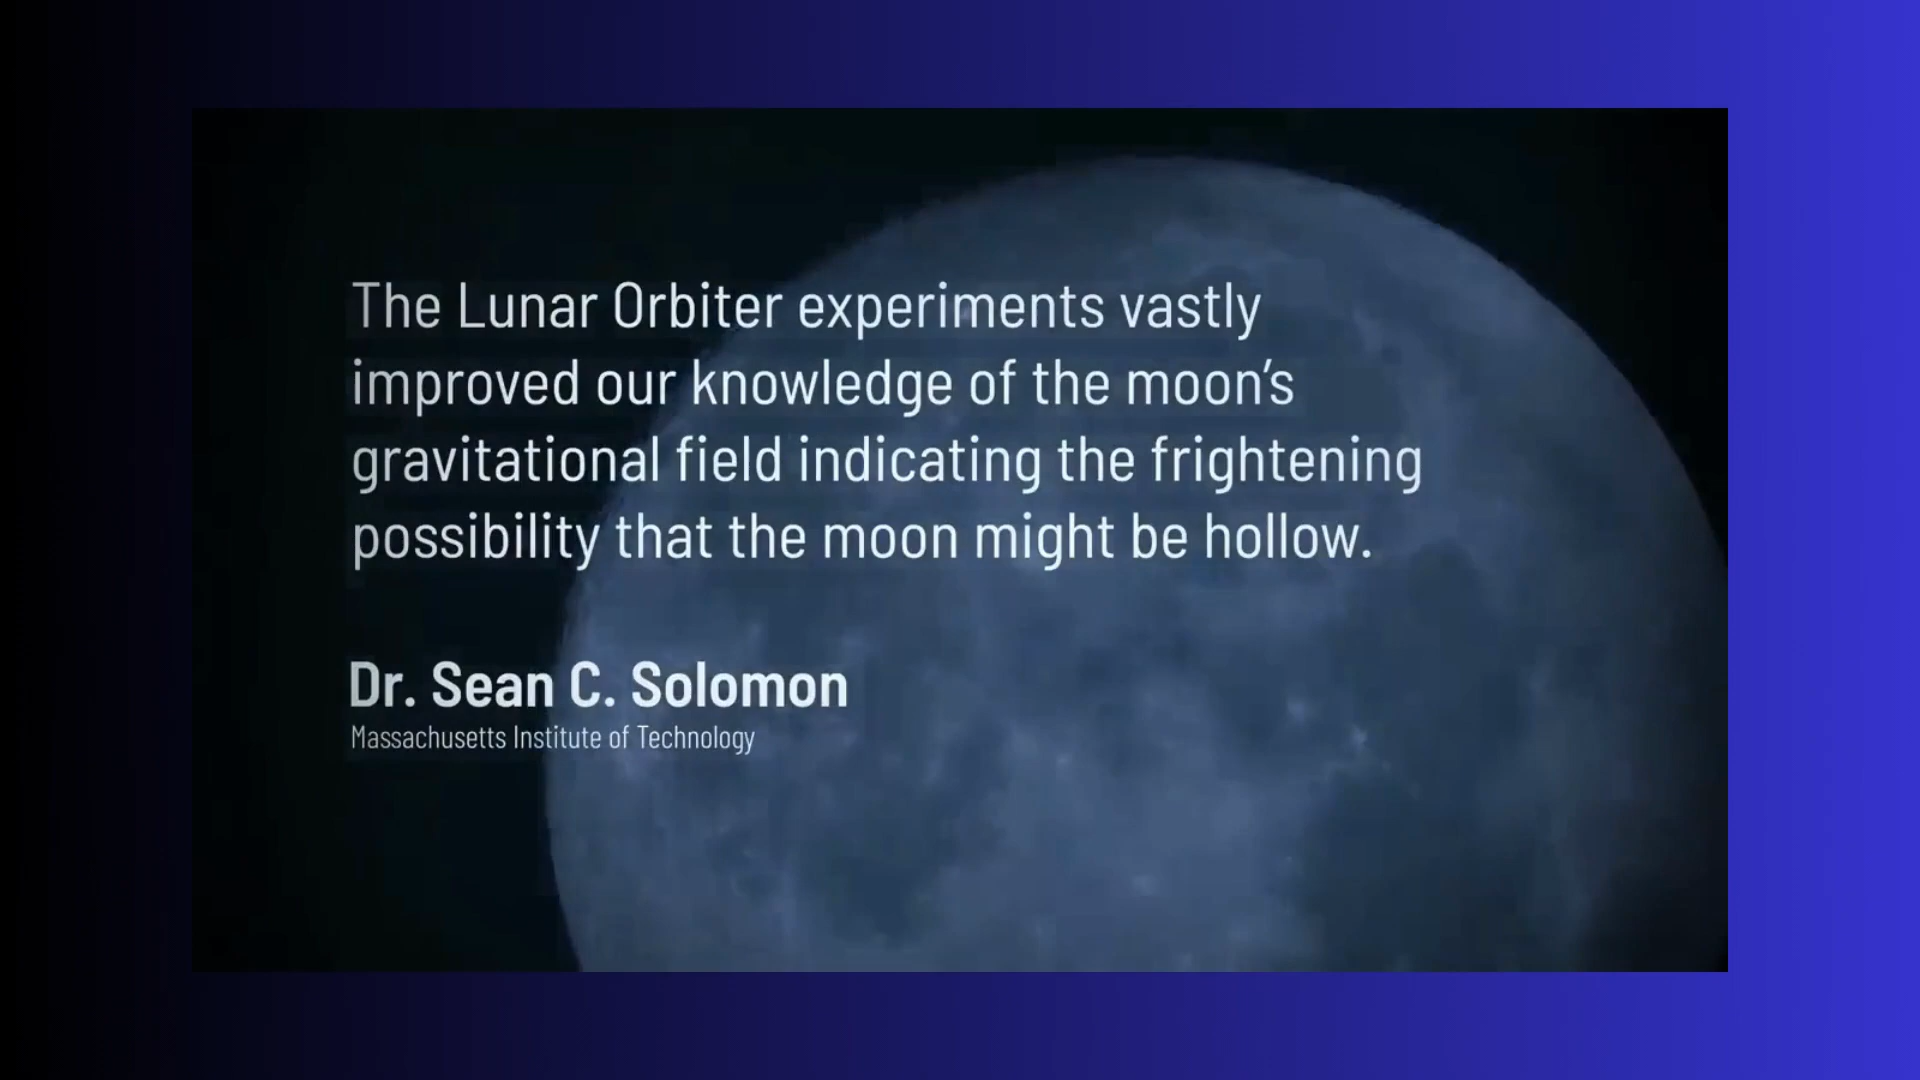 The Lunar Orbiter experiments vastly
improved our knowledge of the moon’s
gravitational field indicating the frightening
possibility that the moon might be hollow.
Dr. Sean C. Solomon
Massachusetts Institute of Technology